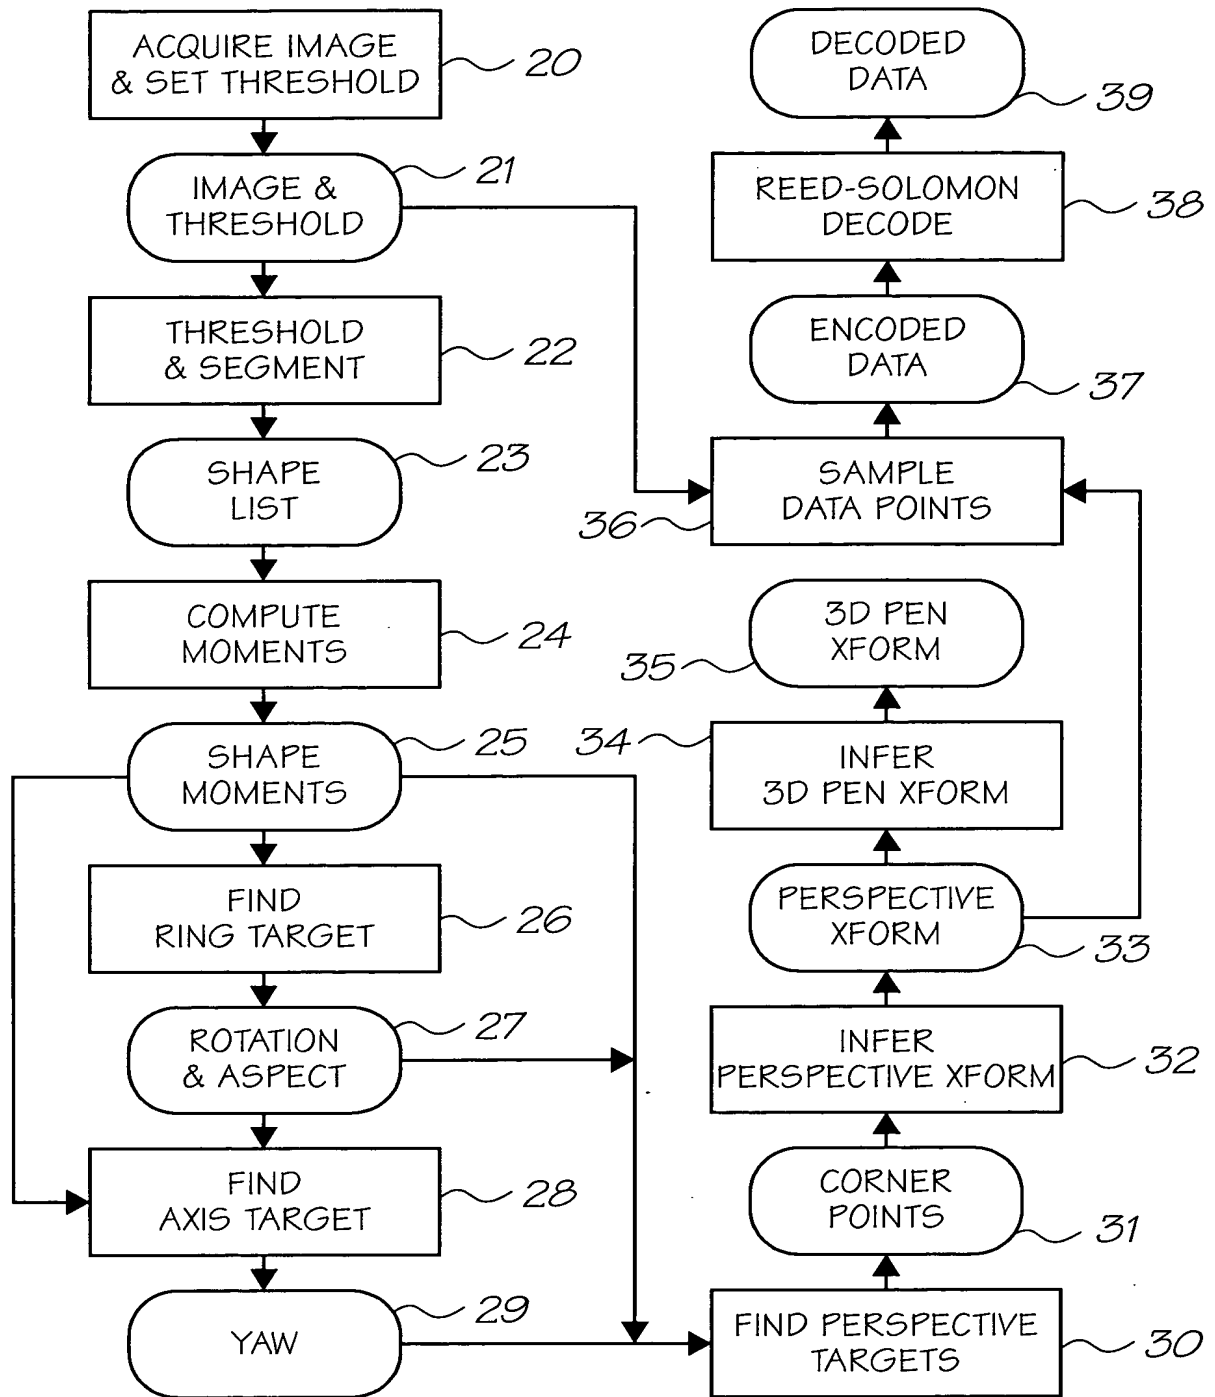 ACQUIRE IMAGE
& SET THRESHOLD
20
IMAGE &
THRESHOLD
21
THRESHOLD
& SEGMENT
22
SHAPE
LIST
23
COMPUTE
MOMENTS
24
SHAPE
MOMENTS
25
FIND
RING TARGET
26
ROTATION
& ASPECT
27
FIND
AXIS TARGET
28
YAW
29
DECODED
DATA
39
REED-SOLOMON
DECODE
38
ENCODED
DATA
37
SAMPLE
DATA POINTS
36
3D PEN
XFORM
35
34
INFER
3D PEN XFORM
PERSPECTIVE
XFORM
33
INFER
PERSPECTIVE XFORM
32
CORNER
POINTS
31
FIND PERSPECTIVE
TARGETS
30